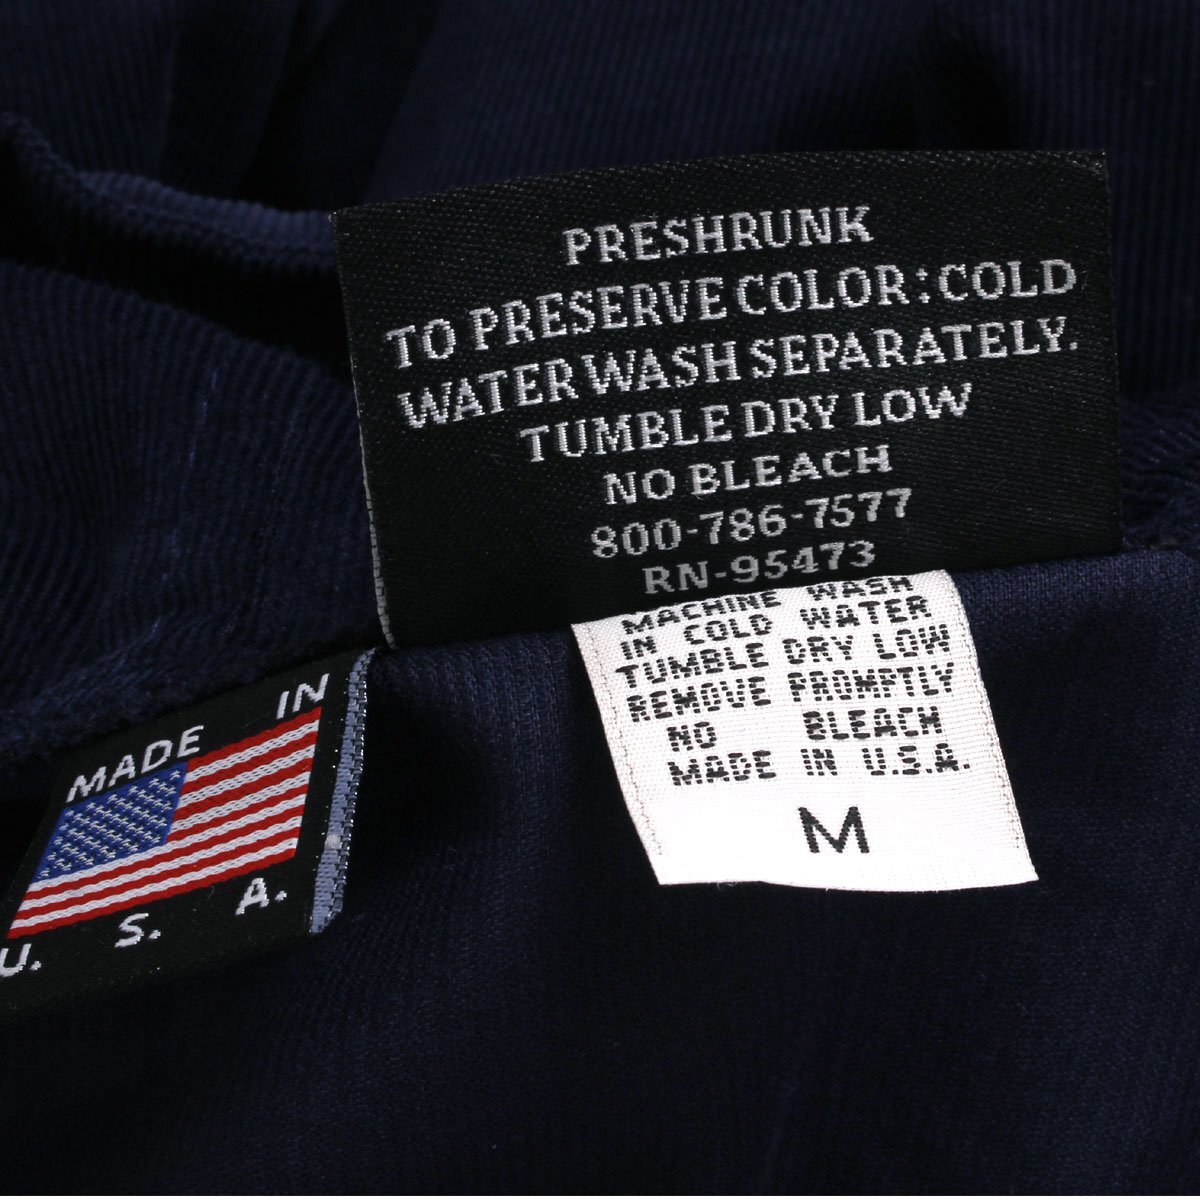 PRESHRUNK
TO PRESERVE COLOR: COLD
WATER WASH SEPARATELY.
TUMBLE DRY LOW
NO BLEACH
800-786-7577
RN-95473
MACHINE WASH
IN COLD WATER
TUMBLE DRY LOW
REMOVE PROMPTLY
NO BLEACH
MADE IN U.S.A.
M
MADE IN
U. S. A.